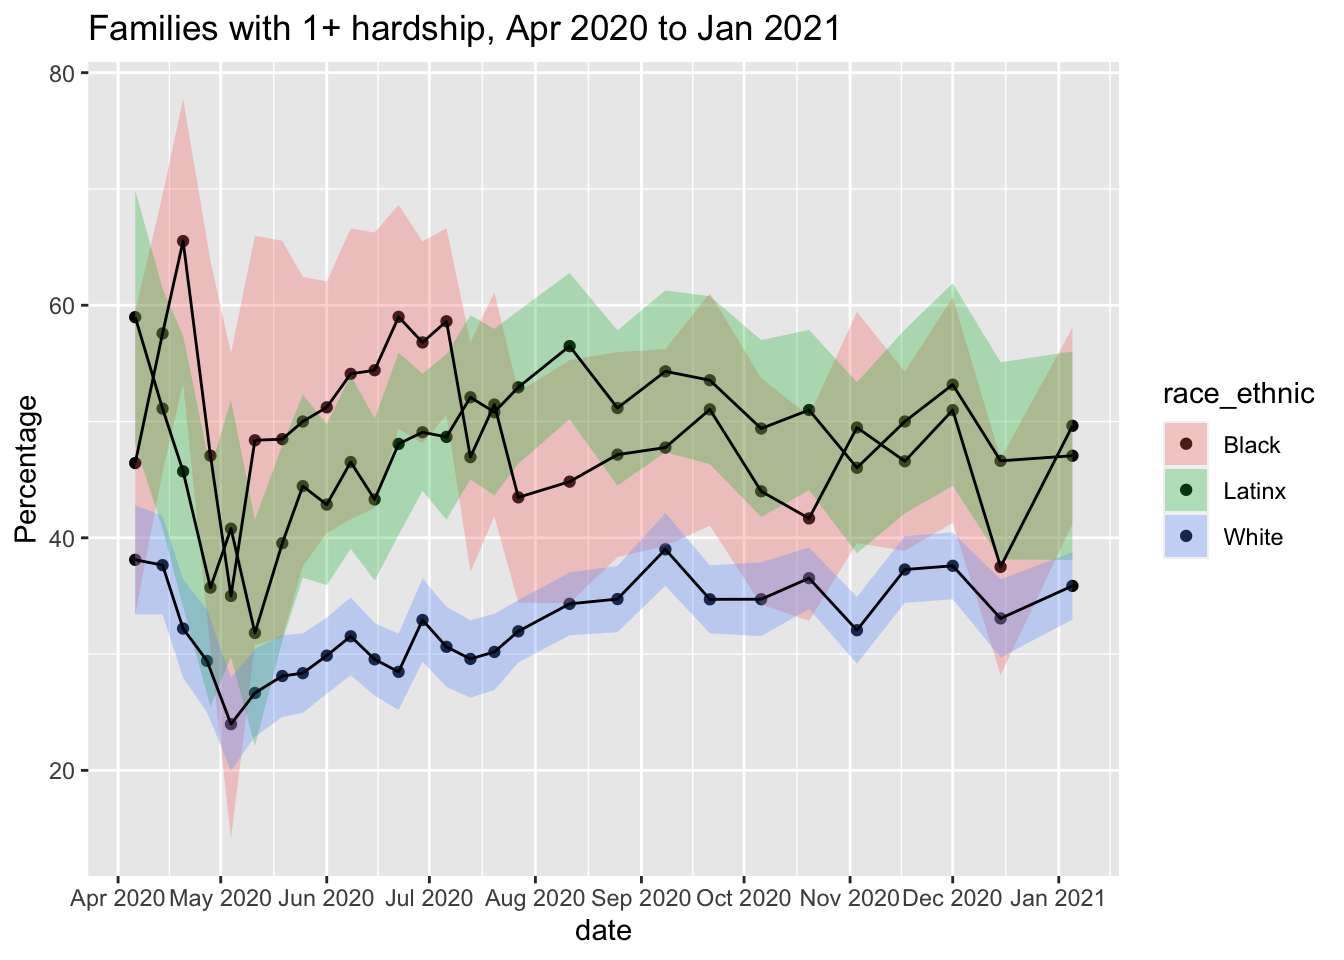 Families with 1+ hardship, Apr 2020 to Jan 2021
80
60
40
20
Percentage
Apr 2020 May 2020 Jun 2020 Jul 2020 Aug 2020 Sep 2020 Oct 2020 Nov 2020 Dec 2020 Jan 2021
date
race_ethnic
Black
Latinx
White